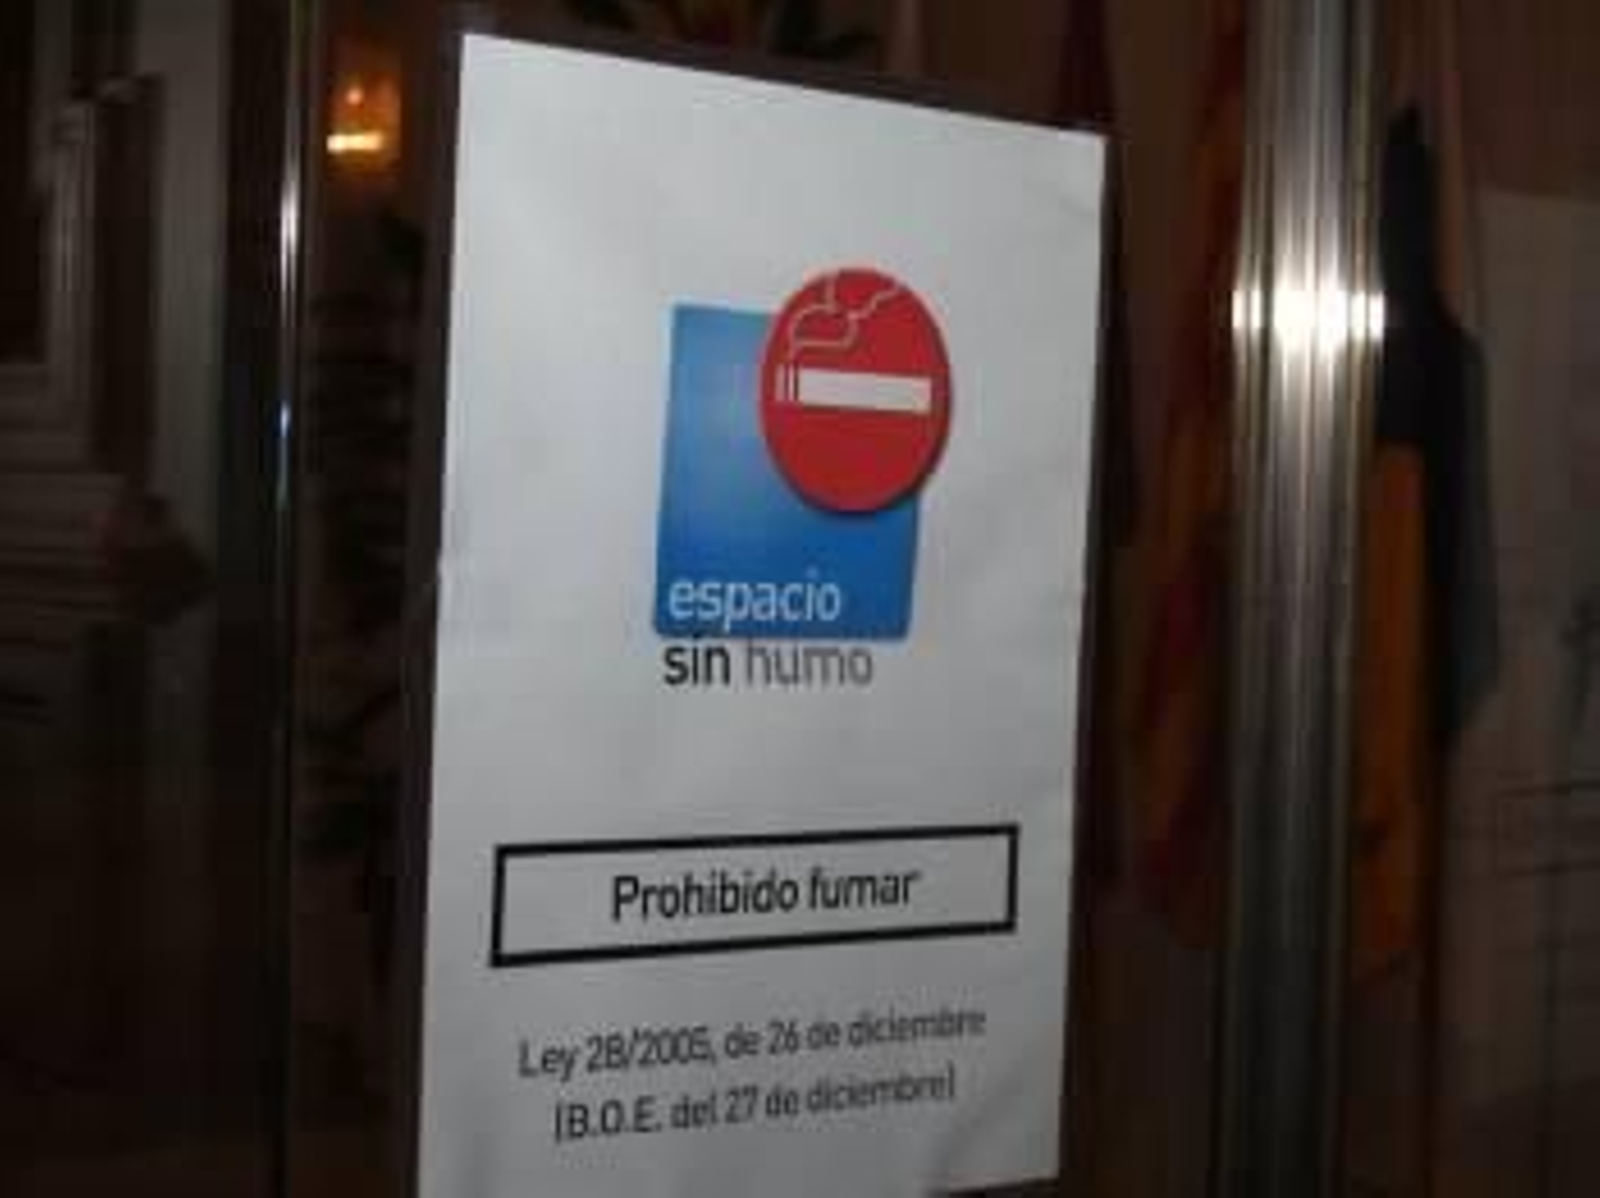 espacio
sin humo
Prohibido fumar
Ley 28/2005, de 26 de diciembre
(B.O.E. del 27 de diciembre)